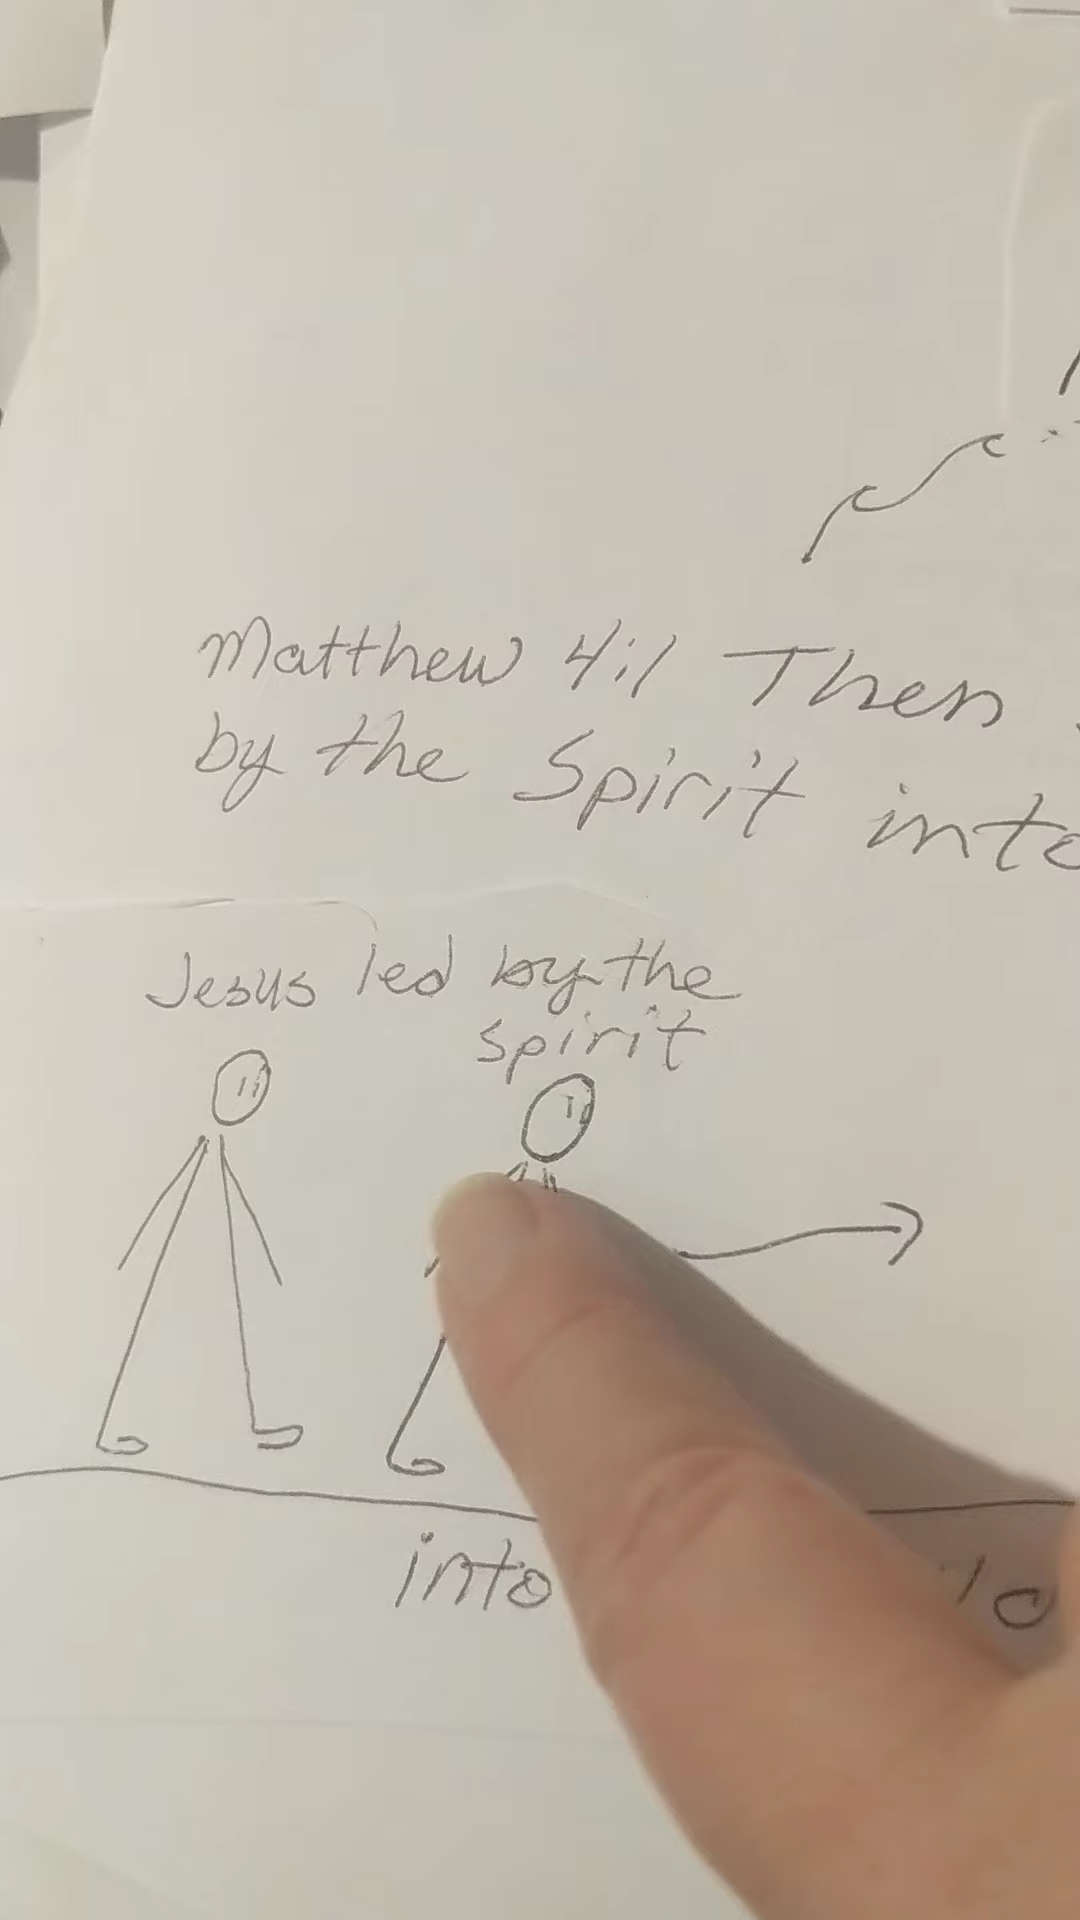 Matthew 4:1 Then
by the Spirit into
Jesus led by the
spirit
into